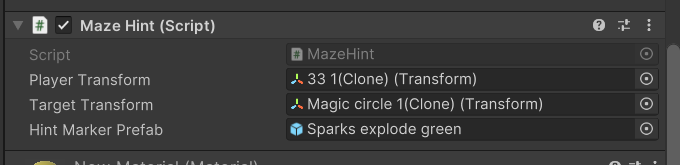 Maze Hint (Script)
Script MazeHint
Player Transform 33 1(Clone) (Transform)
Target Transform Magic circle 1(Clone) (Transform)
Hint Marker Prefab Sparks explode green
New Material (Material)